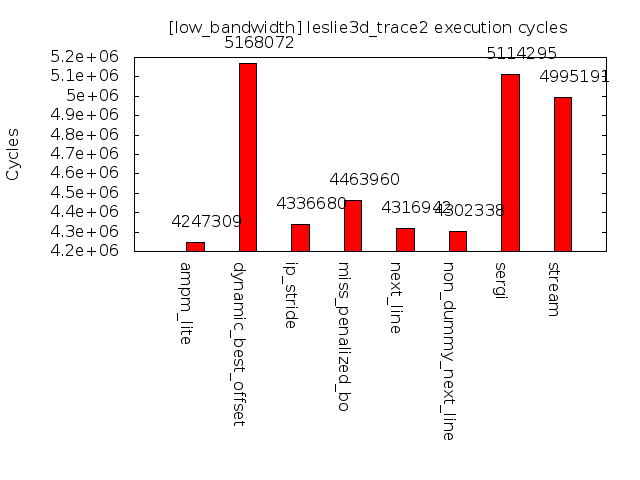 [low_bandwidth] leslie3d_trace2 execution cycles
Cycles
5.2e+06
5.1e+06
5e+06
4.9e+06
4.8e+06
4.7e+06
4.6e+06
4.5e+06
4.4e+06
4.3e+06
4.2e+06
4247309
5168072
4336680
4463960
4316942
4302338
5114295
4995191
ampm_lite
dynamic_best_offset
ip_stride
miss_penalized_bo
next_line
non_dummy_next_line
sergi
stream